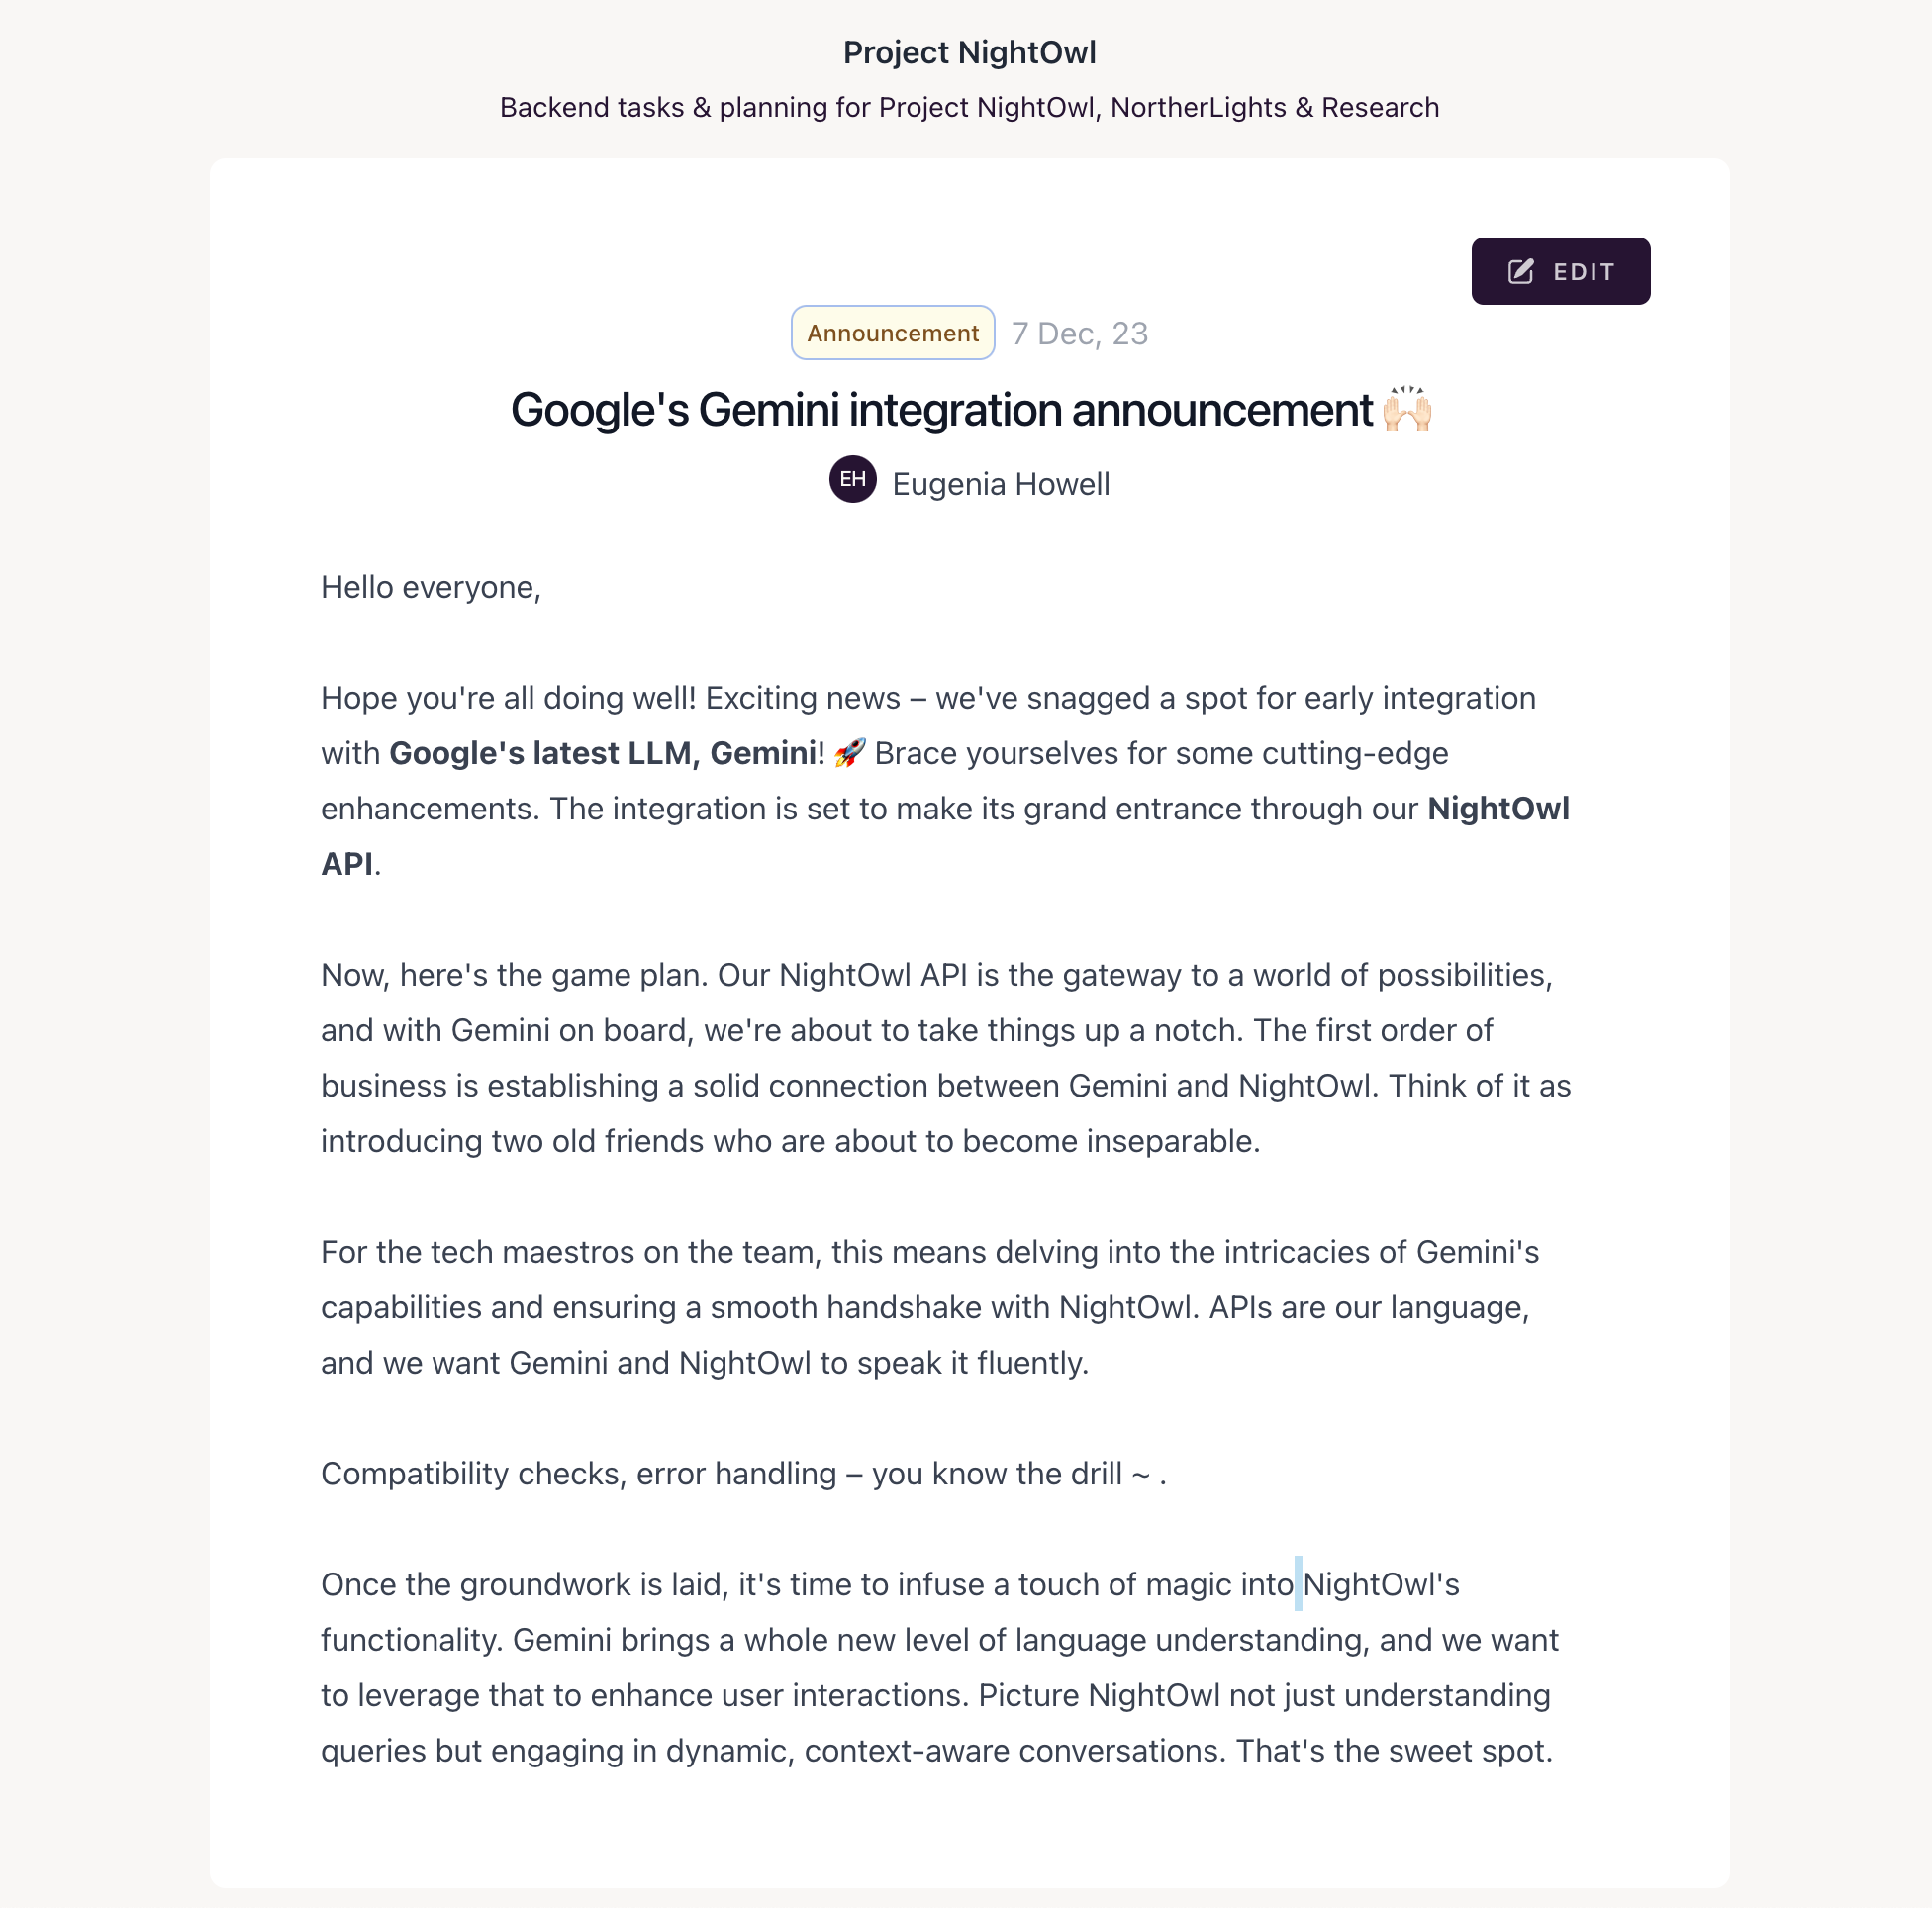 Project NightOwl
Backend tasks & planning for Project NightOwl, NortherLights & Research
EDIT
Announcement 7 Dec, 23
Google's Gemini integration announcement 🙌🏻
EH Eugenia Howell
Hello everyone,
Hope you're all doing well! Exciting news – we've snagged a spot for early integration
with Google's latest LLM, Gemini! 🚀 Brace yourselves for some cutting-edge
enhancements. The integration is set to make its grand entrance through our NightOwl
API.
Now, here's the game plan. Our NightOwl API is the gateway to a world of possibilities,
and with Gemini on board, we're about to take things up a notch. The first order of
business is establishing a solid connection between Gemini and NightOwl. Think of it as
introducing two old friends who are about to become inseparable.
For the tech maestros on the team, this means delving into the intricacies of Gemini's
capabilities and ensuring a smooth handshake with NightOwl. APIs are our language,
and we want Gemini and NightOwl to speak it fluently.
Compatibility checks, error handling – you know the drill ~ .
Once the groundwork is laid, it's time to infuse a touch of magic into NightOwl's
functionality. Gemini brings a whole new level of language understanding, and we want
to leverage that to enhance user interactions. Picture NightOwl not just understanding
queries but engaging in dynamic, context-aware conversations. That's the sweet spot.